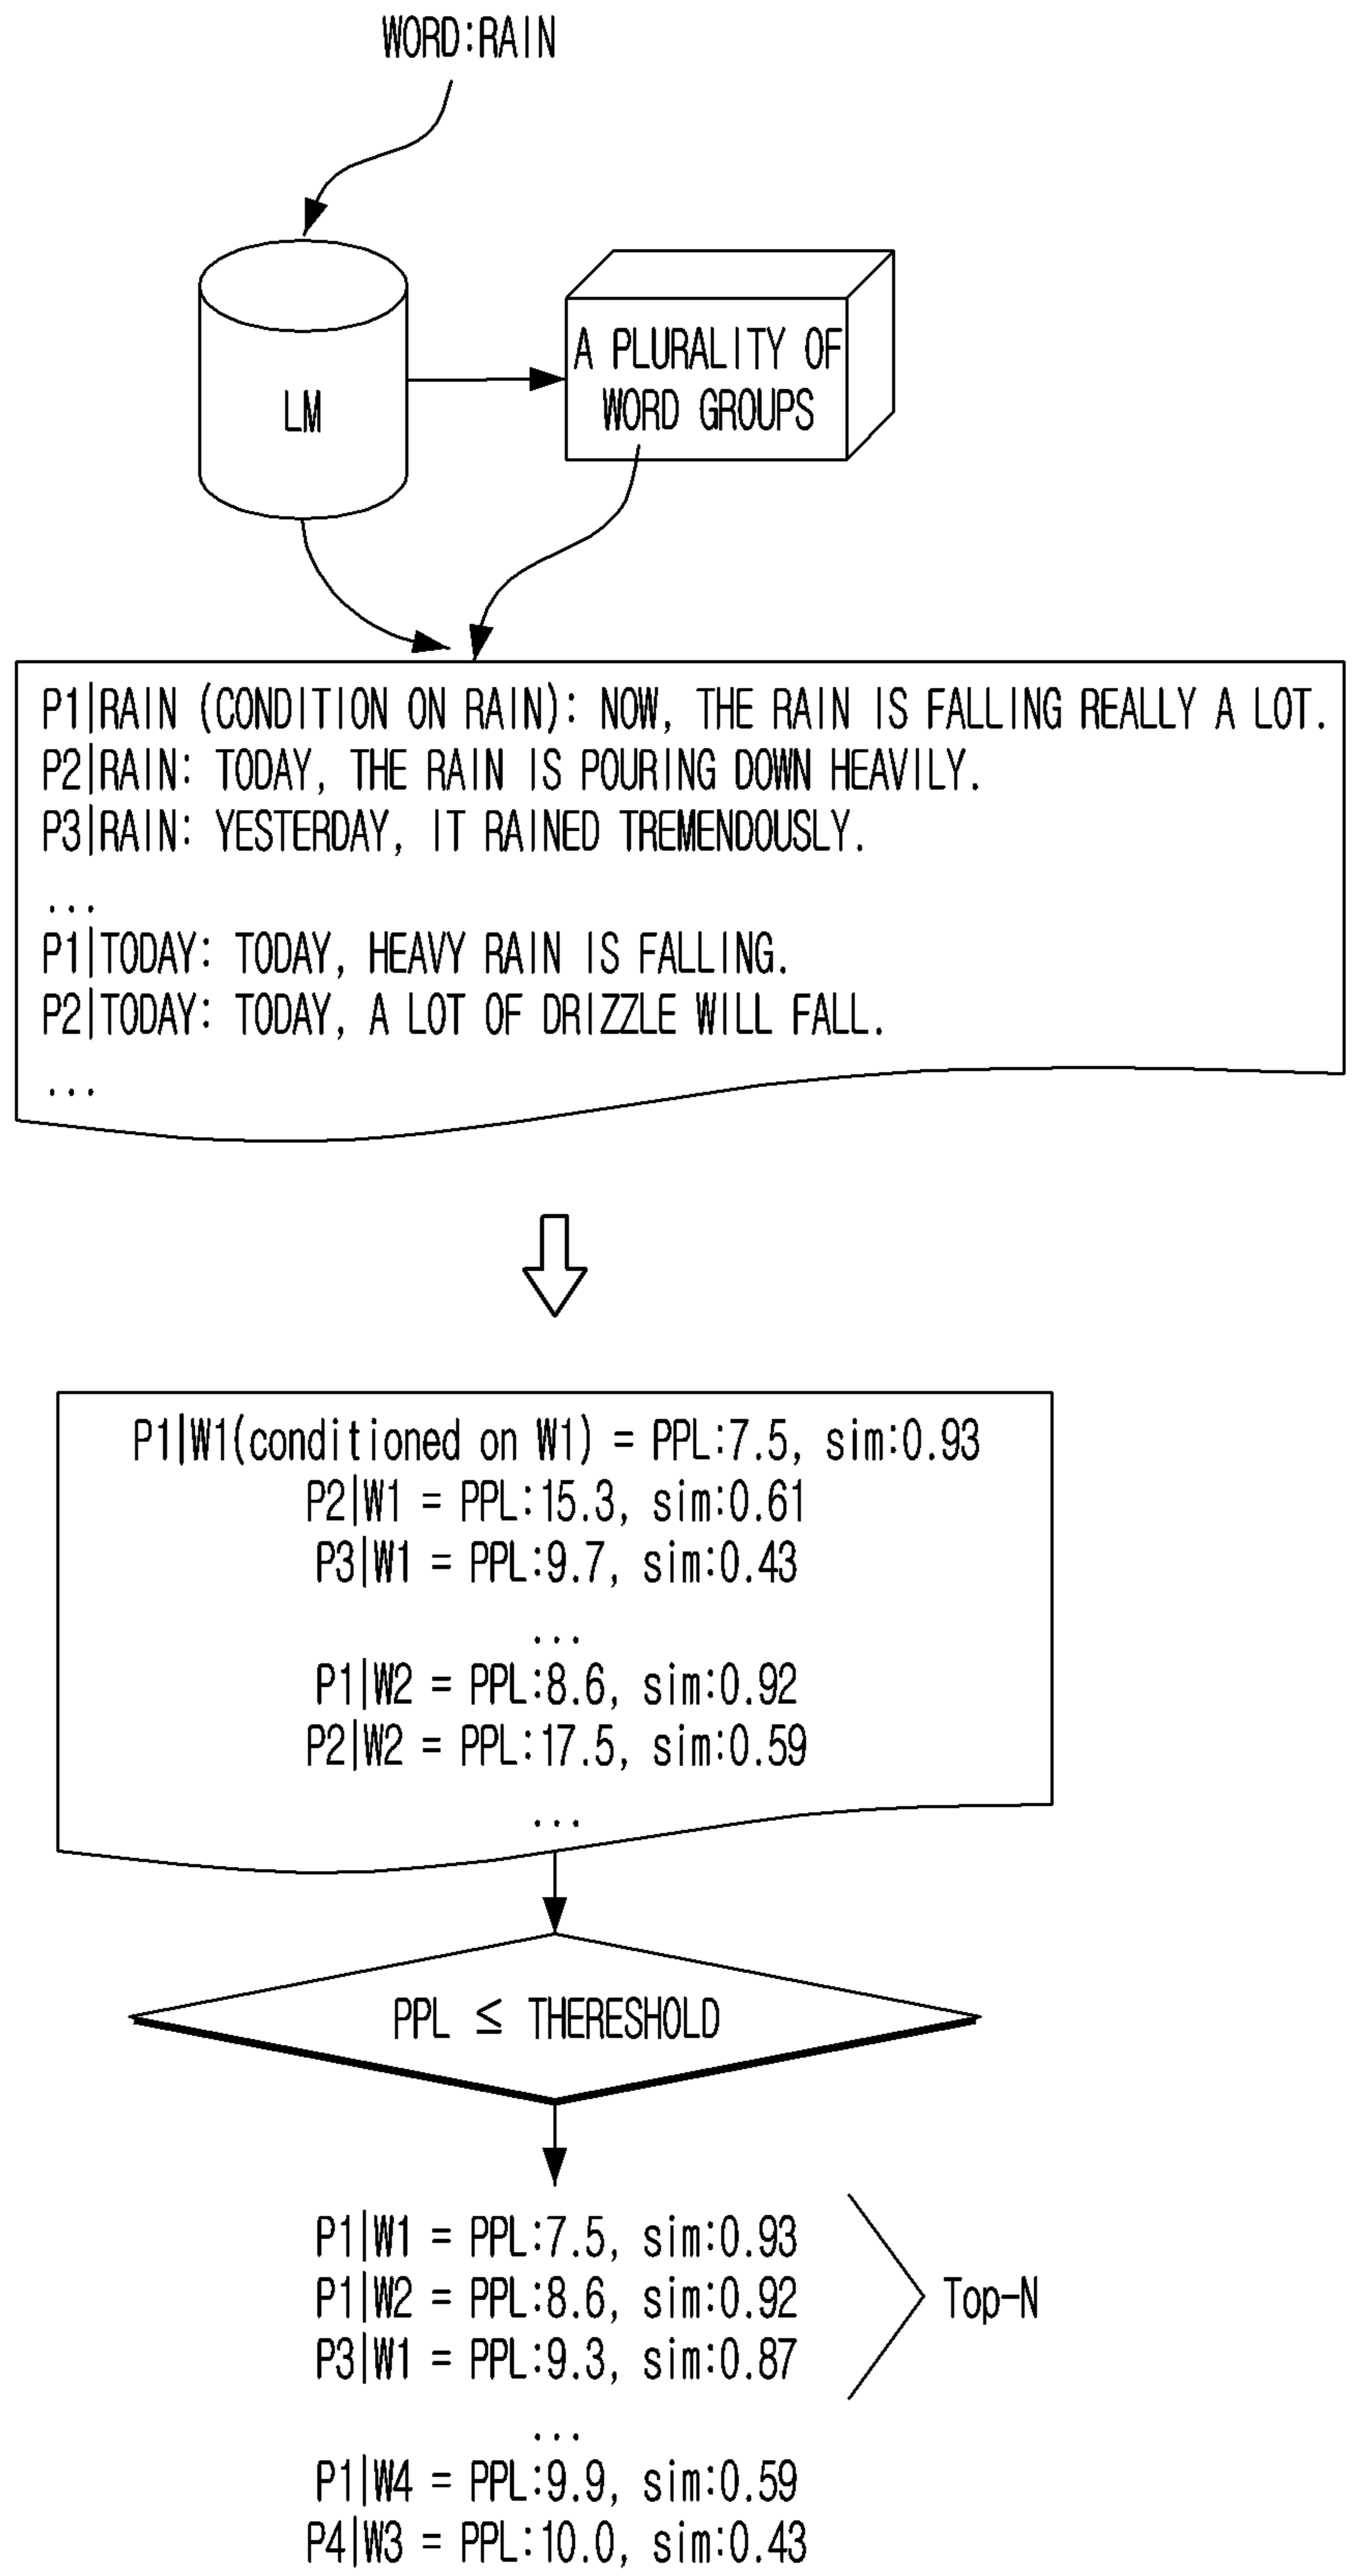 WORD:RAIN
LM
A PLURALITY OF
WORD GROUPS
P1|RAIN (CONDITION ON RAIN): NOW, THE RAIN IS FALLING REALLY A LOT.
P2|RAIN: TODAY, THE RAIN IS POURING DOWN HEAVILY.
P3|RAIN: YESTERDAY, IT RAINED TREMENDOUSLY.
...
P1|TODAY: TODAY, HEAVY RAIN IS FALLING.
P2|TODAY: TODAY, A LOT OF DRIZZLE WILL FALL.
...
P1|W1(conditioned on W1) = PPL:7.5, sim:0.93
P2|W1 = PPL:15.3, sim:0.61
P3|W1 = PPL:9.7, sim:0.43
...
P1|W2 = PPL:8.6, sim:0.92
P2|W2 = PPL:17.5, sim:0.59
...
PPL ≤ THERESHOLD
P1|W1 = PPL:7.5, sim:0.93
P1|W2 = PPL:8.6, sim:0.92
P3|W1 = PPL:9.3, sim:0.87
Top-N
...
P1|W4 = PPL:9.9, sim:0.59
P4|W3 = PPL:10.0, sim:0.43